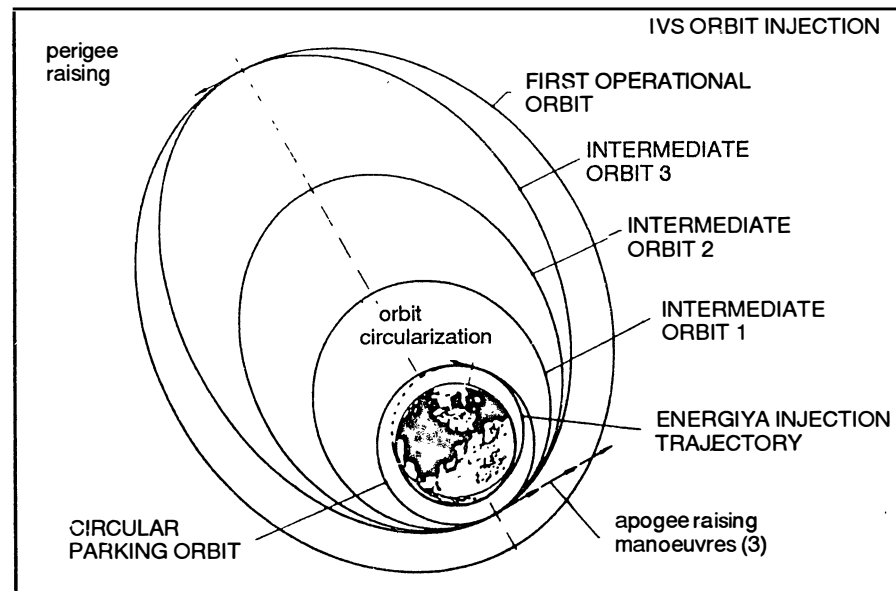 IVS ORBIT INJECTION
perigee
raising
FIRST OPERATIONAL
ORBIT
INTERMEDIATE
ORBIT 3
INTERMEDIATE
ORBIT 2
orbit
circularization
INTERMEDIATE
ORBIT 1
ENERGIYA INJECTION
TRAJECTORY
CIRCULAR
PARKING ORBIT
apogee raising
manoeuvres (3)